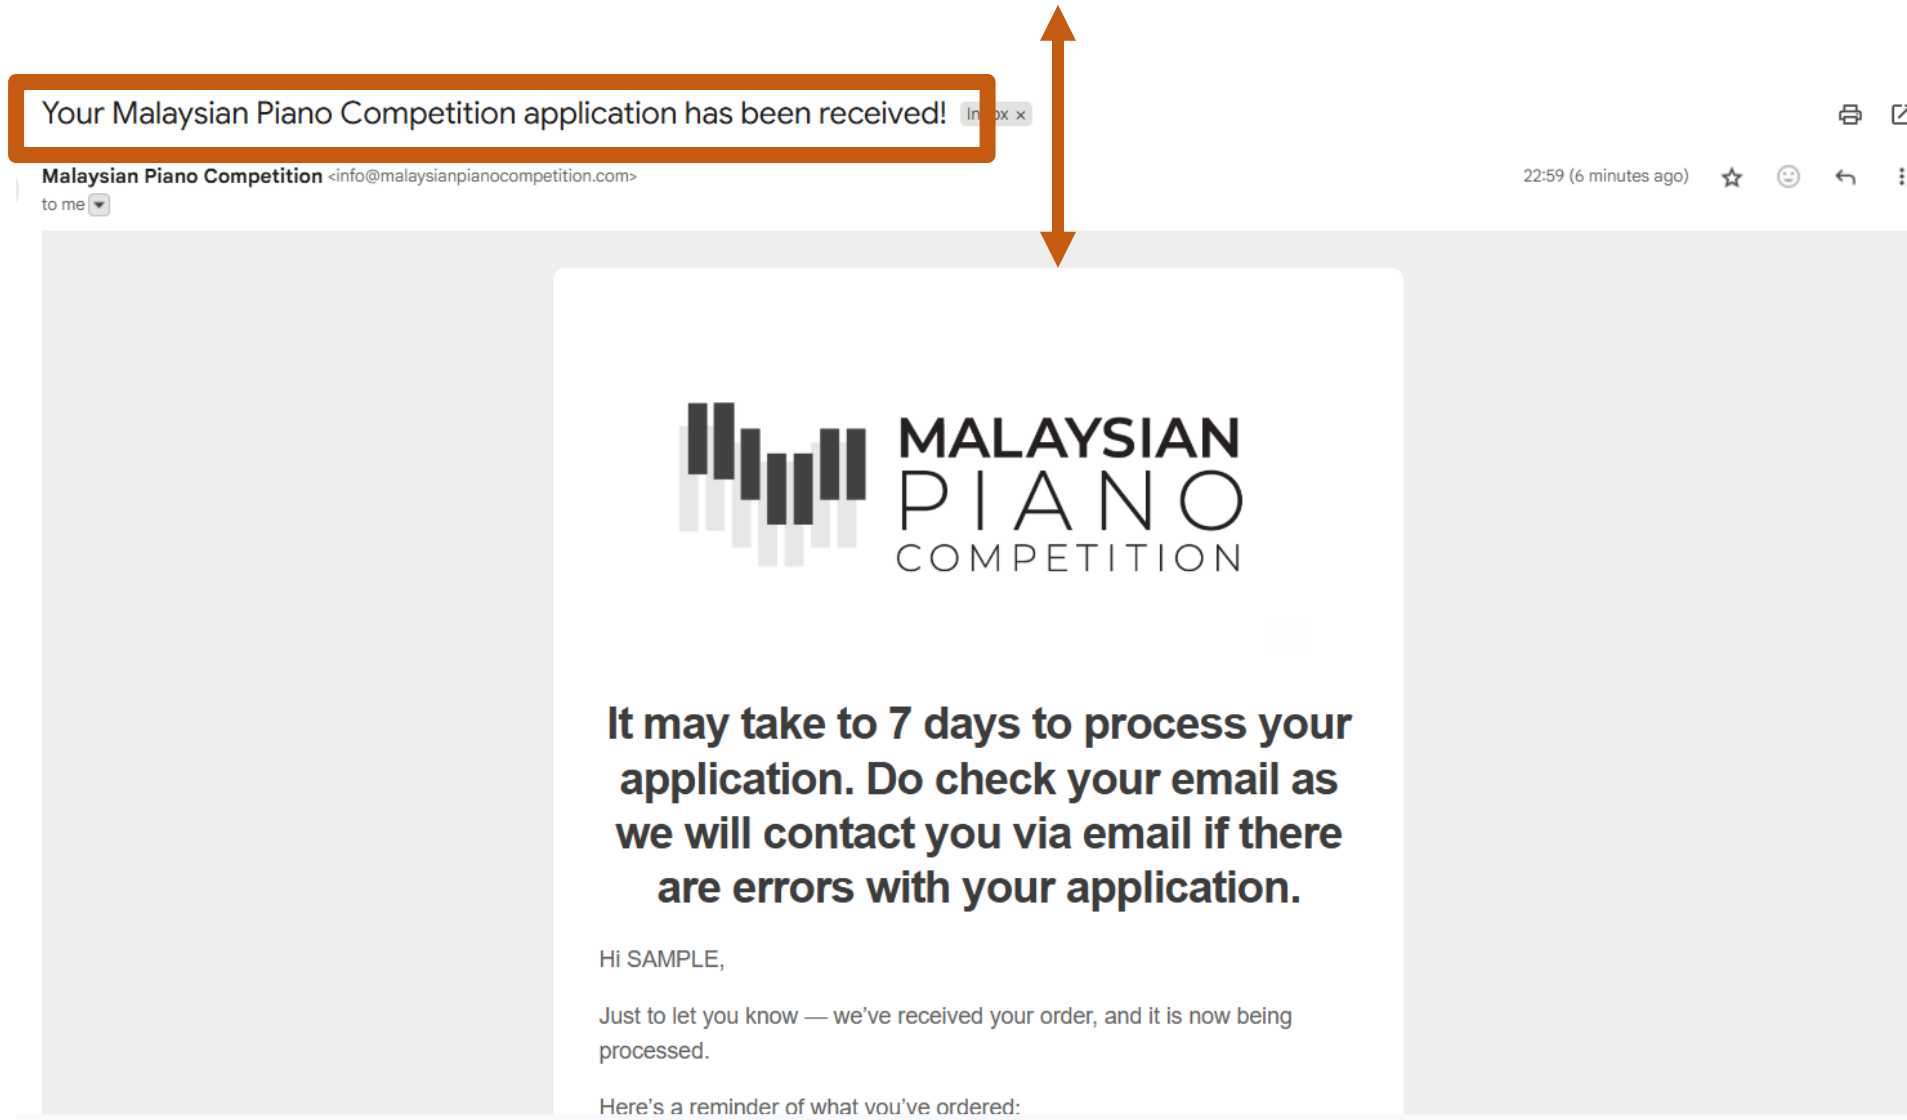 Your Malaysian Piano Competition application has been received! Inbox ×
Malaysian Piano Competition <info@malaysianpianocompetition.com>
22:59 (6 minutes ago)
to me
MALAYSIAN
PIANO
COMPETITION
It may take to 7 days to process your
application. Do check your email as
we will contact you via email if there
are errors with your application.
Hi SAMPLE,
Just to let you know — we’ve received your order, and it is now being
processed.
Here’s a reminder of what you’ve ordered: